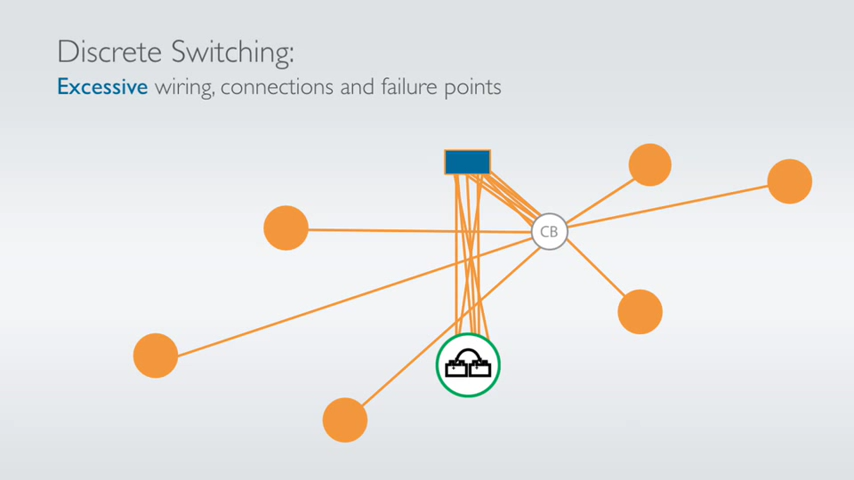 Discrete Switching:
Excessive wiring, connections and failure points
CB